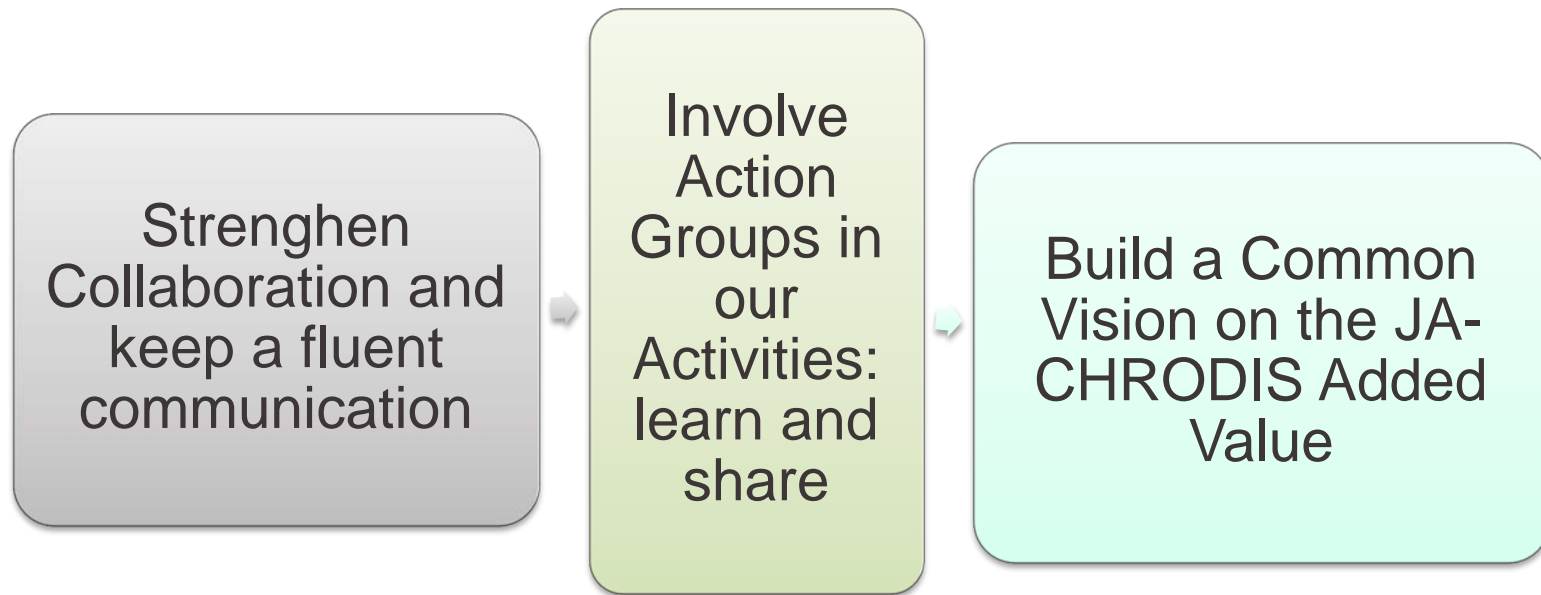 Strenghen
Collaboration and
keep a fluent
communication
Involve
Action
Groups in
our
Activities:
learn and
share
Build a Common
Vision on the JA-
CHRODIS Added
Value